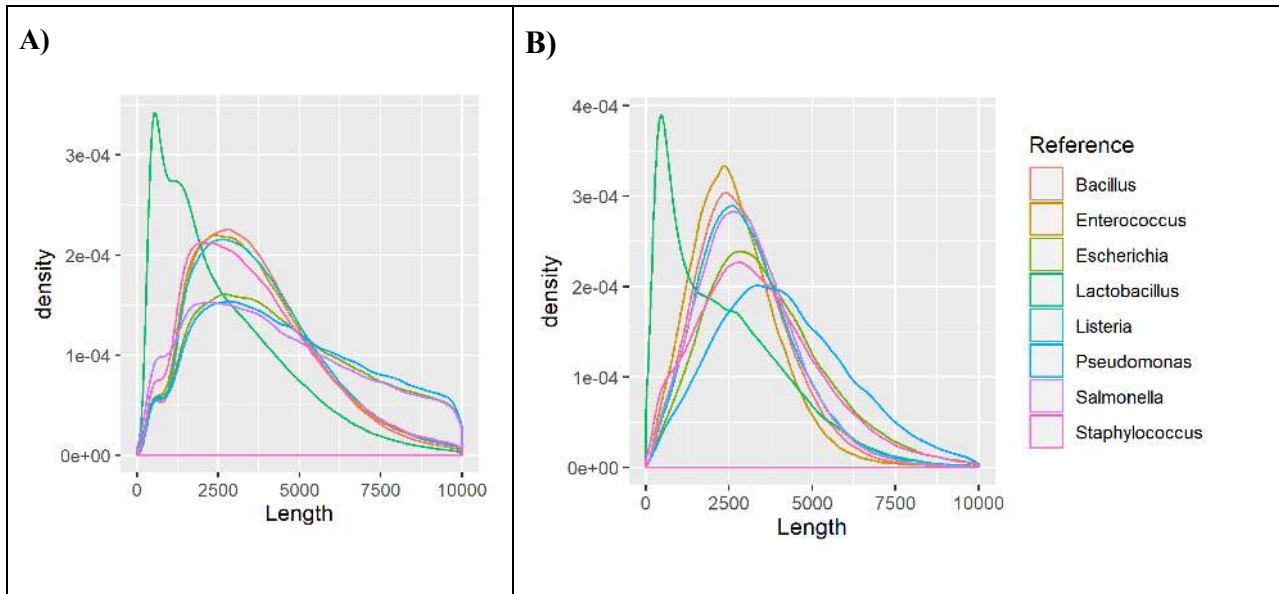 A)
3e-04
2e-04
1e-04
0e+00
density
0 2500 5000 7500 10000
Length
B)
4e-04
3e-04
2e-04
1e-04
0e+00
density
0 2500 5000 7500 10000
Length
Reference
Bacillus
Enterococcus
Escherichia
Lactobacillus
Listeria
Pseudomonas
Salmonella
Staphylococcus